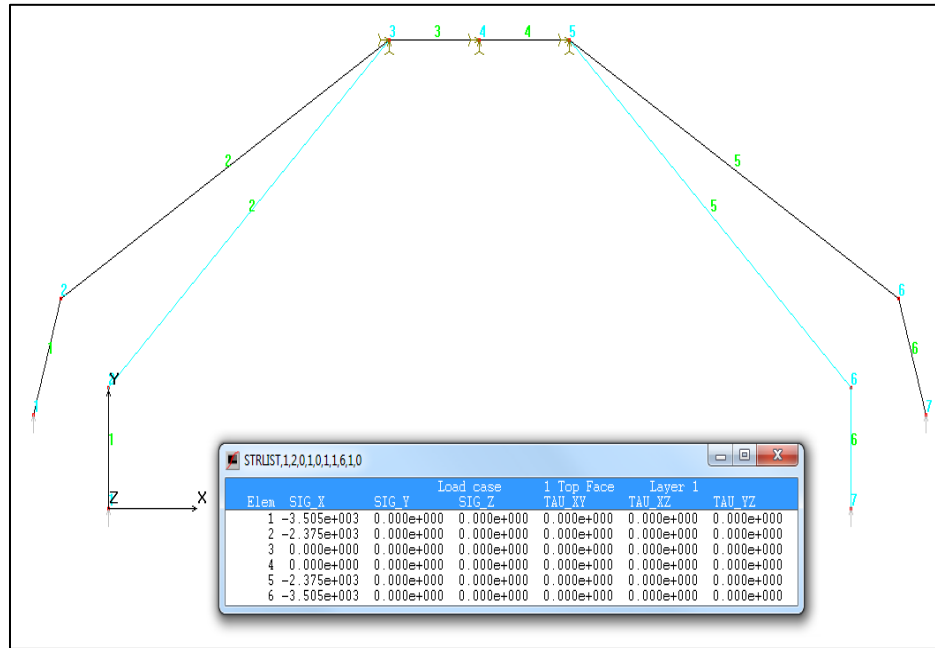 3 3 4 4 5
2 5
2 5
2 6
1 6
Y 6
1 7
1 6
Z X 7
STRLIST,1,2,0,1,0,1,1,6,1,0
Load case 1 Top Face Layer 1
Elem SIG_X SIG_Y SIG_Z TAU_XY TAU_XZ TAU_YZ
1 -3.505e+003 0.000e+000 0.000e+000 0.000e+000 0.000e+000 0.000e+000
2 -2.375e+003 0.000e+000 0.000e+000 0.000e+000 0.000e+000 0.000e+000
3 0.000e+000 0.000e+000 0.000e+000 0.000e+000 0.000e+000 0.000e+000
4 0.000e+000 0.000e+000 0.000e+000 0.000e+000 0.000e+000 0.000e+000
5 -2.375e+003 0.000e+000 0.000e+000 0.000e+000 0.000e+000 0.000e+000
6 -3.505e+003 0.000e+000 0.000e+000 0.000e+000 0.000e+000 0.000e+000